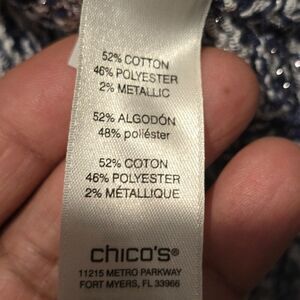 52% COTTON
46% POLYESTER
2% METALLIC
52% ALGODÓN
48% poliéster
52% COTON
46% POLYESTER
2% MÉTALLIQUE
chico's®
11215 METRO PARKWAY
FORT MYERS, FL 33966